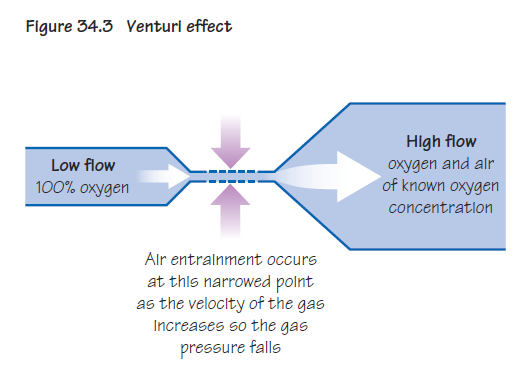 Figure 34.3 Venturi effect
Low flow
100% oxygen
High flow
oxygen and air
of known oxygen
concentration
Air entrainment occurs
at this narrowed point
as the velocity of the gas
increases so the gas
pressure falls